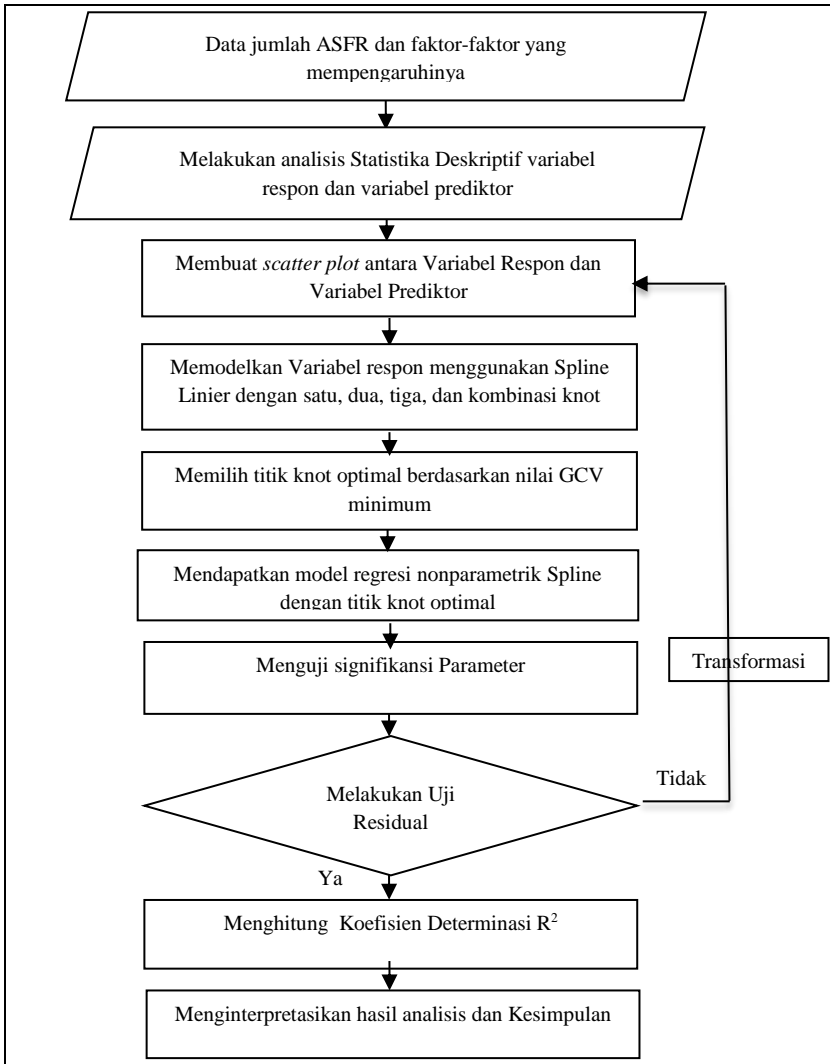 Data jumlah ASFR dan faktor-faktor yang
mempengaruhinya
Melakukan analisis Statistika Deskriptif variabel
respon dan variabel prediktor
Membuat scatter plot antara Variabel Respon dan
Variabel Prediktor
Memodelkan Variabel respon menggunakan Spline
Linier dengan satu, dua, tiga, dan kombinasi knot
Memilih titik knot optimal berdasarkan nilai GCV
minimum
Mendapatkan model regresi nonparametrik Spline
dengan titik knot optimal
Menguji signifikansi Parameter
Transformasi
Melakukan Uji
Residual
Tidak
Ya
Menghitung Koefisien Determinasi R²
Menginterpretasikan hasil analisis dan Kesimpulan